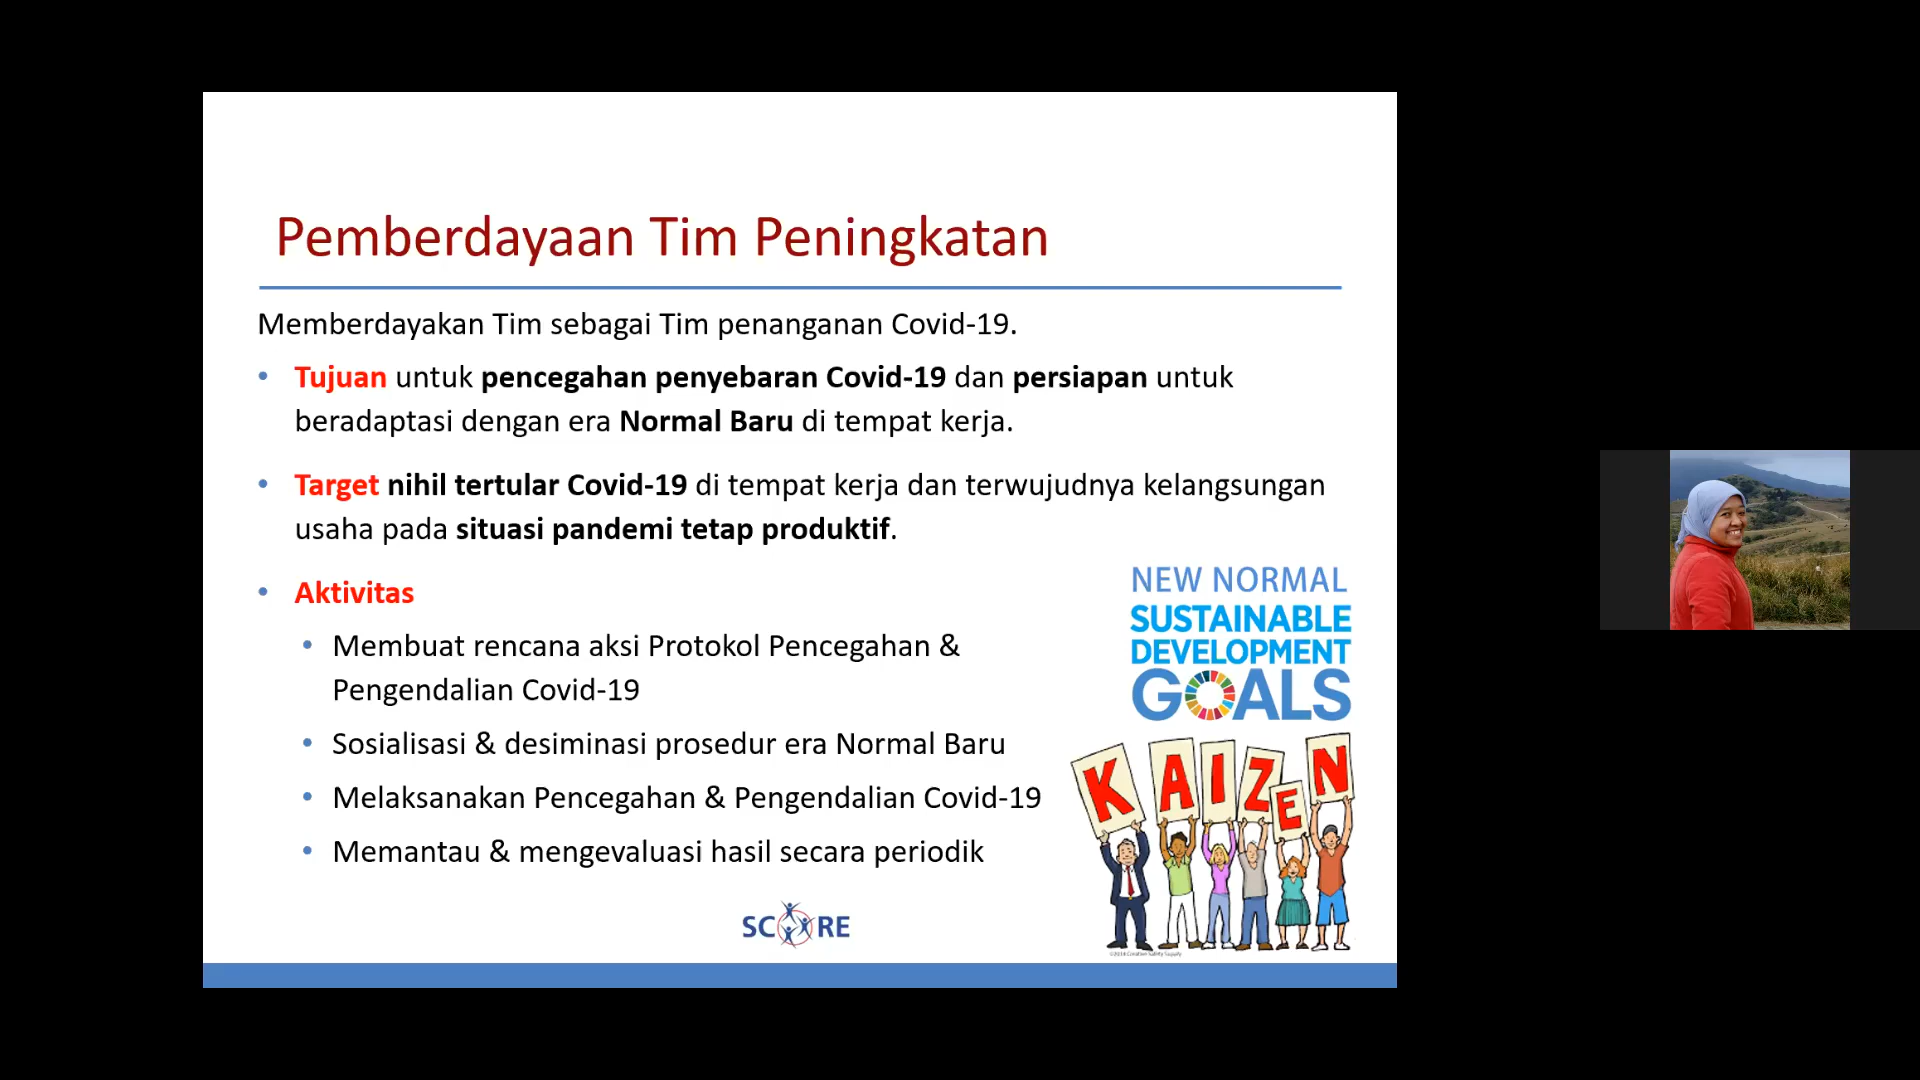 Pemberdayaan Tim Peningkatan
Memberdayakan Tim sebagai Tim penanganan Covid-19.
• Tujuan untuk pencegahan penyebaran Covid-19 dan persiapan untuk
beradaptasi dengan era Normal Baru di tempat kerja.
• Target nihil tertular Covid-19 di tempat kerja dan terwujudnya kelangsungan
usaha pada situasi pandemi tetap produktif.
• Aktivitas
• Membuat rencana aksi Protokol Pencegahan &
Pengendalian Covid-19
• Sosialisasi & desiminasi prosedur era Normal Baru
• Melaksanakan Pencegahan & Pengendalian Covid-19
• Memantau & mengevaluasi hasil secara periodik
NEW NORMAL
SUSTAINABLE
DEVELOPMENT
GOALS
KAIZEN
©2014 Creative Safety Supply
SCORE